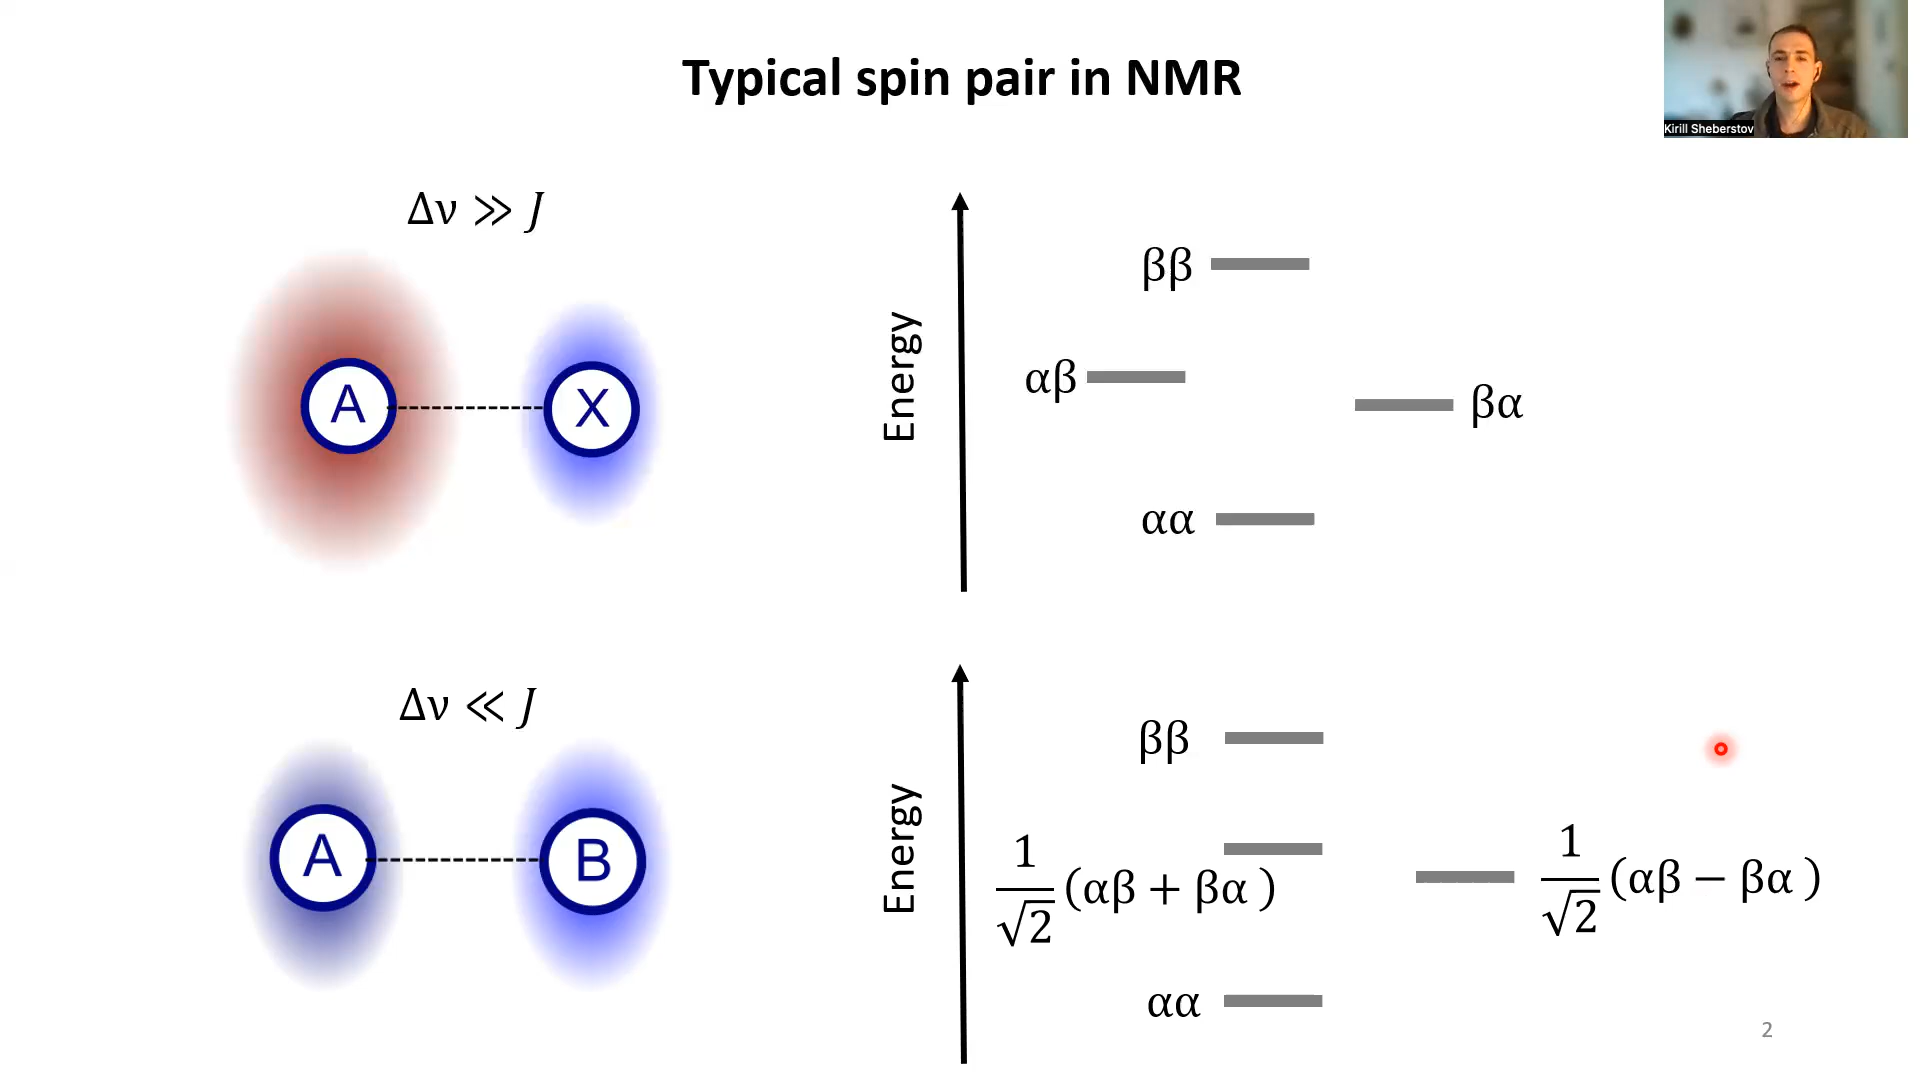 Typical spin pair in NMR
Kirill Sheberstov
Δν ≫ J
A
X
Energy
ββ
αβ
βα
αα
Δν ≪ J
A
B
Energy
ββ
1/√2 (αβ + βα )
1/√2 (αβ − βα )
αα
2